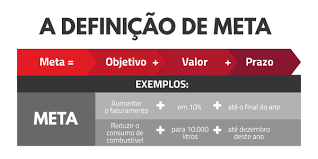 A DEFINIÇÃO DE META
Meta = Objetivo + Valor + Prazo
EXEMPLOS:
META
Aumentar o faturamento + em 10% + até o final do ano
Reduzir o consumo de combustível + para 10.000 litros + até dezembro deste ano